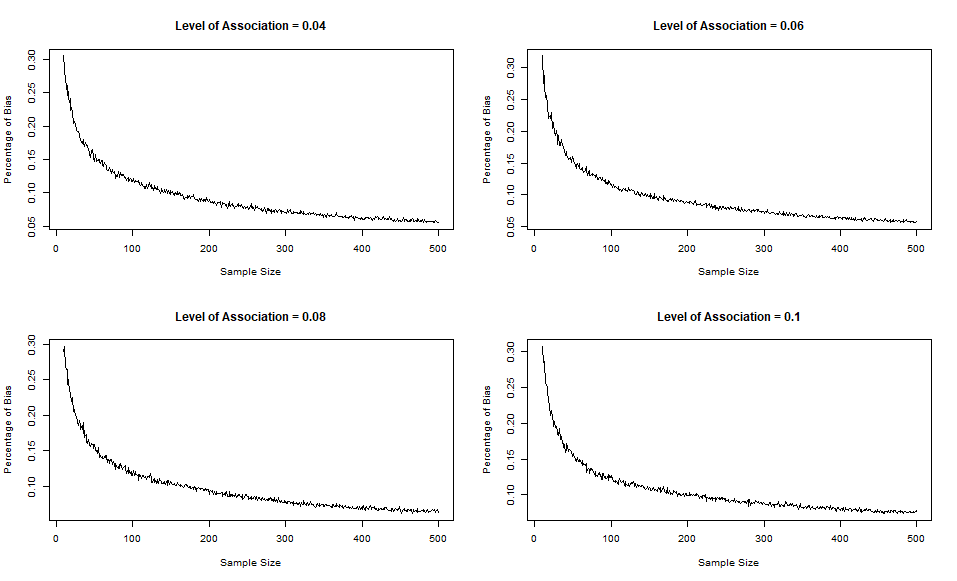 Level of Association = 0.04
Percentage of Bias
0.30
0.25
0.20
0.15
0.10
0.05
0 100 200 300 400 500
Sample Size
Level of Association = 0.06
Percentage of Bias
0.30
0.25
0.20
0.15
0.10
0.05
0 100 200 300 400 500
Sample Size
Level of Association = 0.08
Percentage of Bias
0.30
0.25
0.20
0.15
0.10
0 100 200 300 400 500
Sample Size
Level of Association = 0.1
Percentage of Bias
0.30
0.25
0.20
0.15
0.10
0 100 200 300 400 500
Sample Size